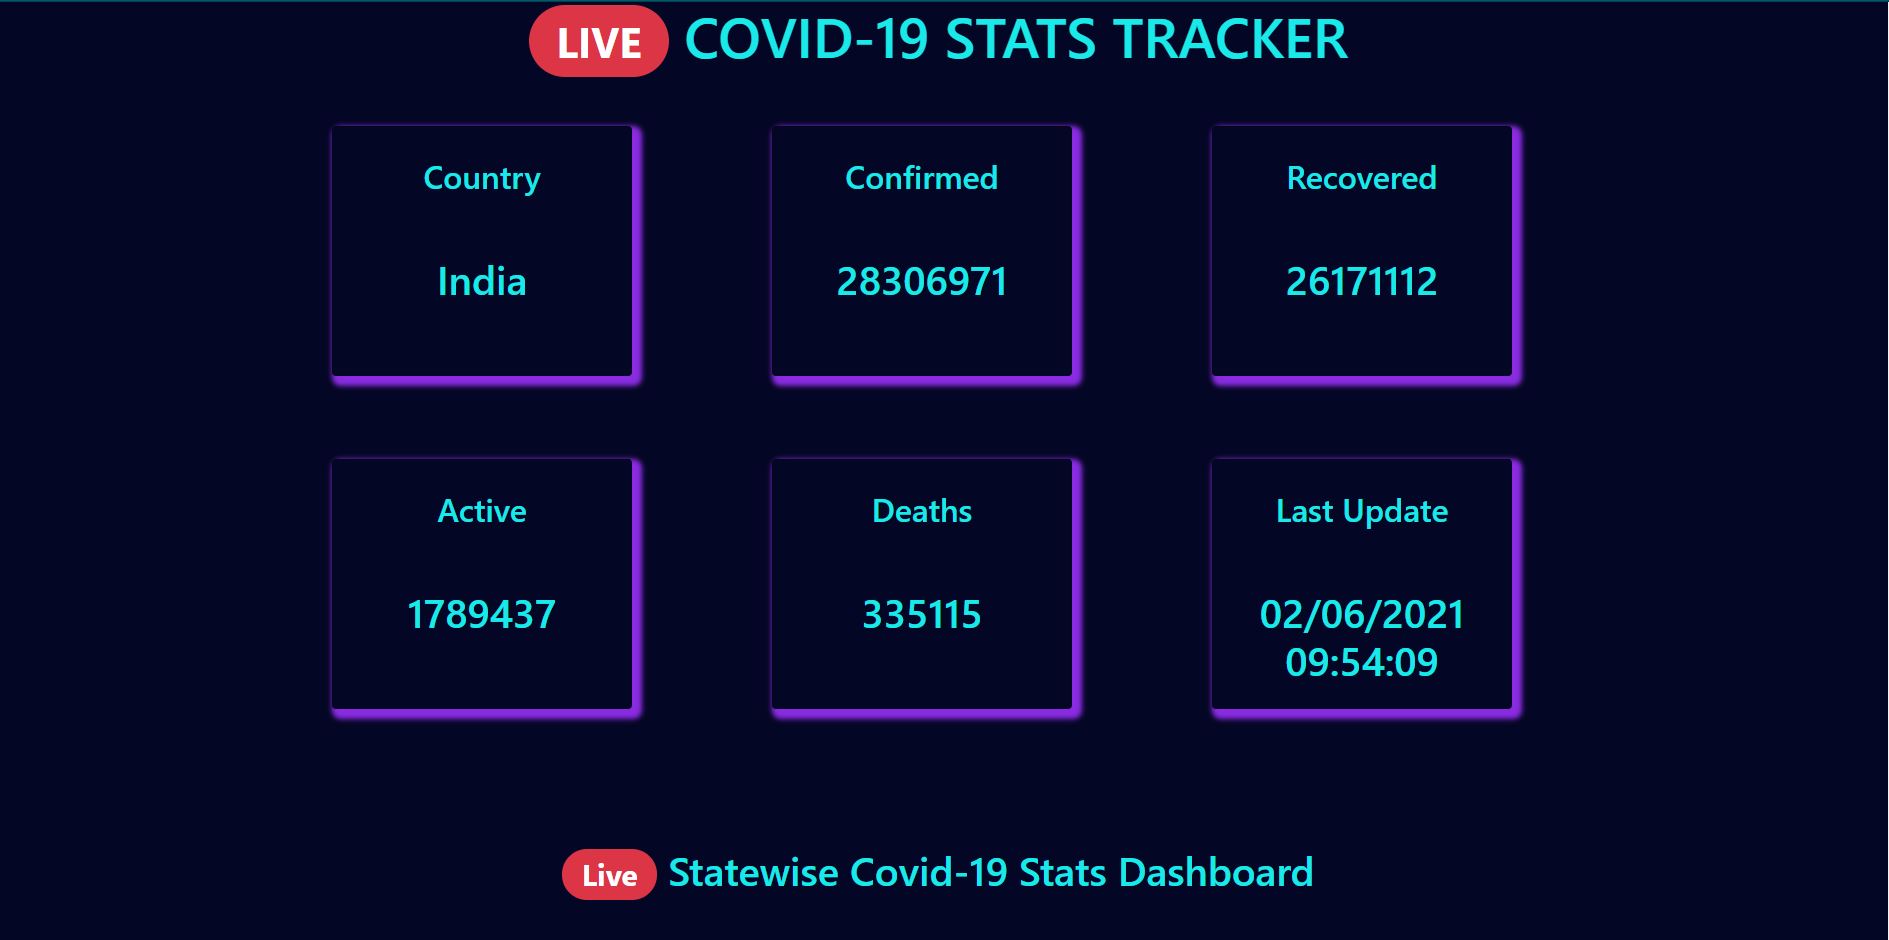 LIVE COVID-19 STATS TRACKER
Country
India
Confirmed
28306971
Recovered
26171112
Active
1789437
Deaths
335115
Last Update
02/06/2021
09:54:09
Live Statewise Covid-19 Stats Dashboard